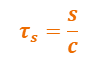 τₛ = s/c